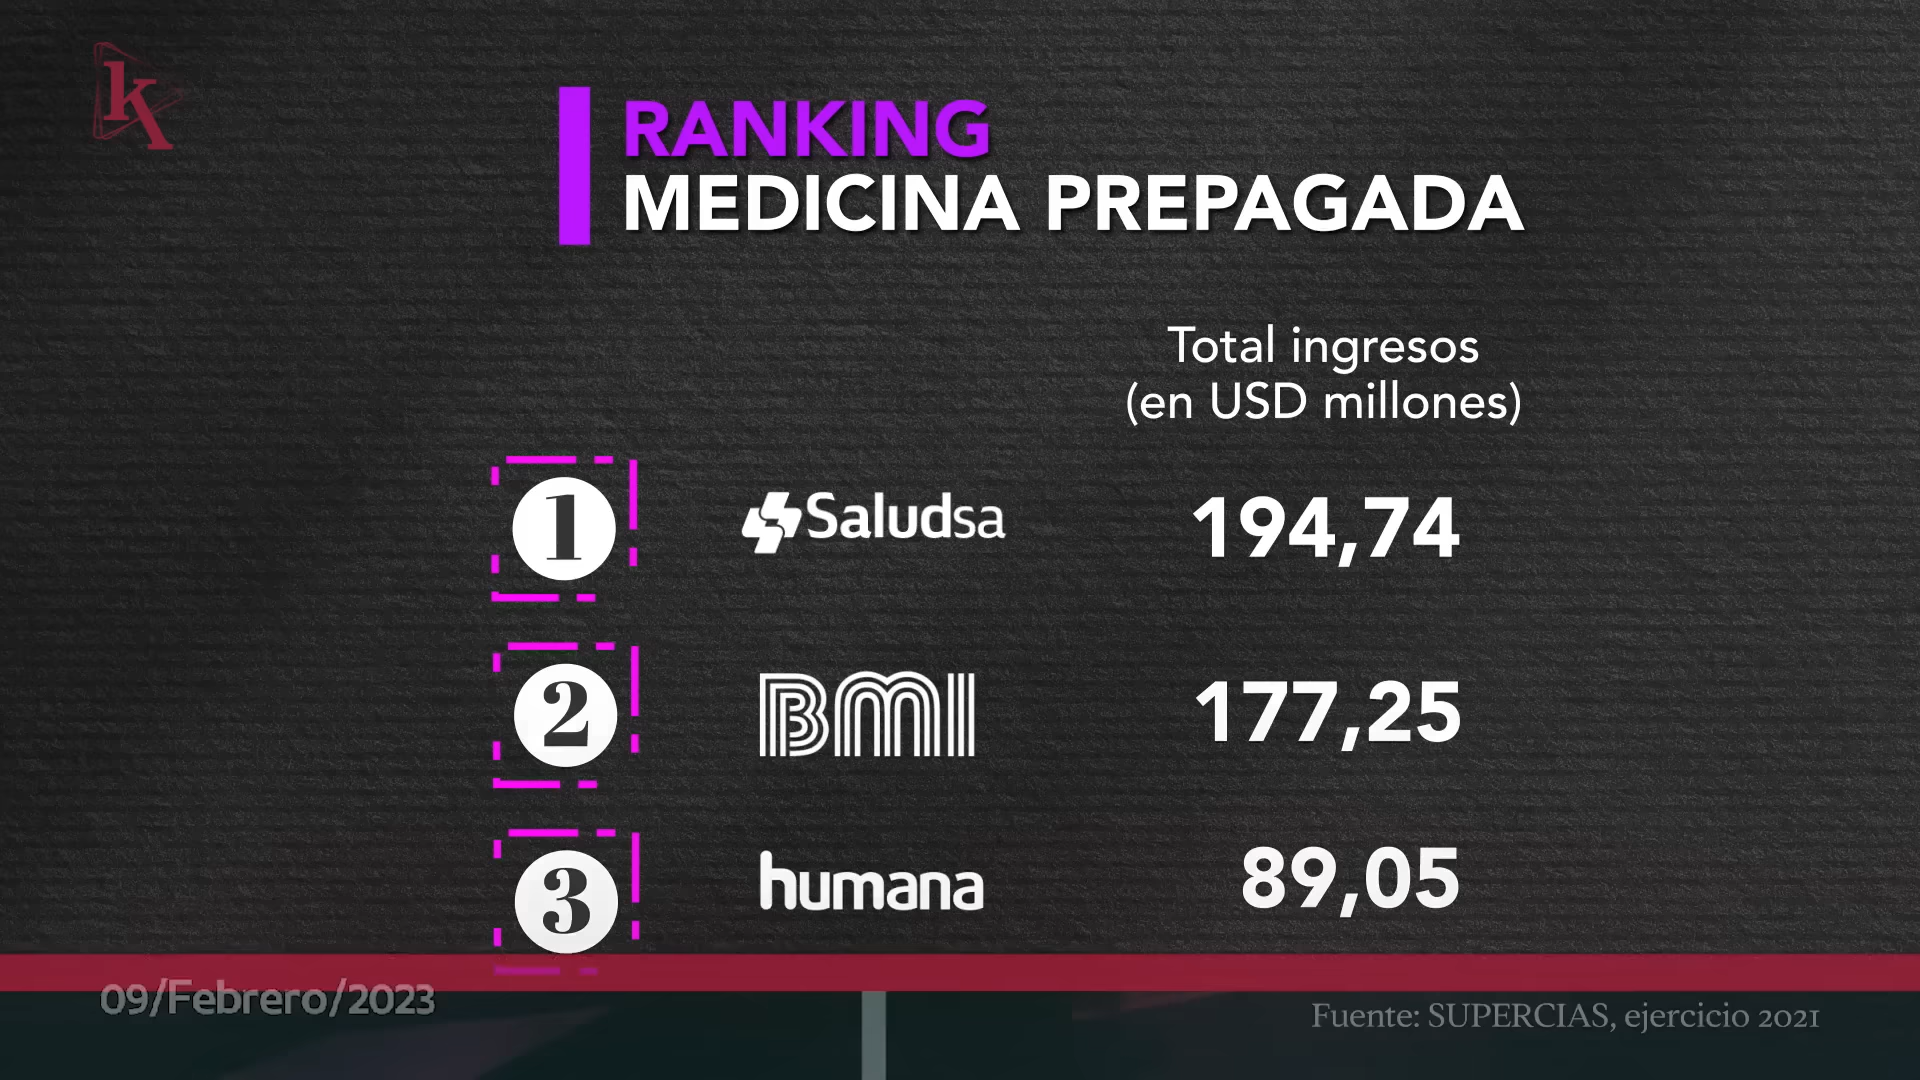 k
RANKING
MEDICINA PREPAGADA
Total ingresos
(en USD millones)
1 Saludsa 194,74
2 BMI 177,25
3 humana 89,05
09/Febrero/2023
Fuente: SUPERCIAS, ejercicio 2021